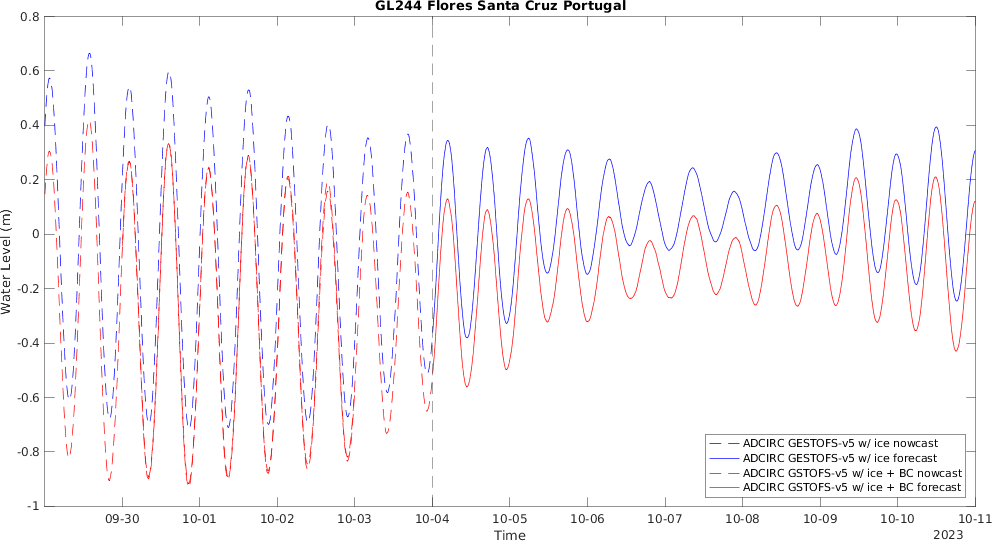 GL244 Flores Santa Cruz Portugal
0.8
0.6
0.4
0.2
0
-0.2
-0.4
-0.6
-0.8
-1
Water Level (m)
ADCIRC GESTOFS-v5 w/ ice nowcast
ADCIRC GESTOFS-v5 w/ ice forecast
ADCIRC GSTOFS-v5 w/ ice + BC nowcast
ADCIRC GSTOFS-v5 w/ ice + BC forecast
09-30 10-01 10-02 10-03 10-04 10-05 10-06 10-07 10-08 10-09 10-10 10-11
Time
2023